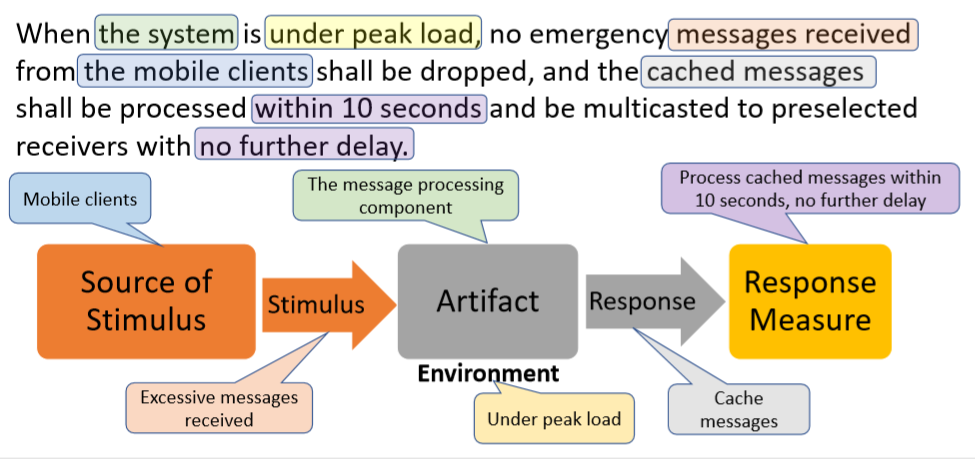 When the system is under peak load, no emergency messages received
from the mobile clients shall be dropped, and the cached messages
shall be processed within 10 seconds and be multicasted to preselected
receivers with no further delay.
Mobile clients
The message processing
component
Process cached messages within
10 seconds, no further delay
Source of
Stimulus
Stimulus
Artifact
Response
Response
Measure
Environment
Excessive messages
received
Under peak load
Cache
messages